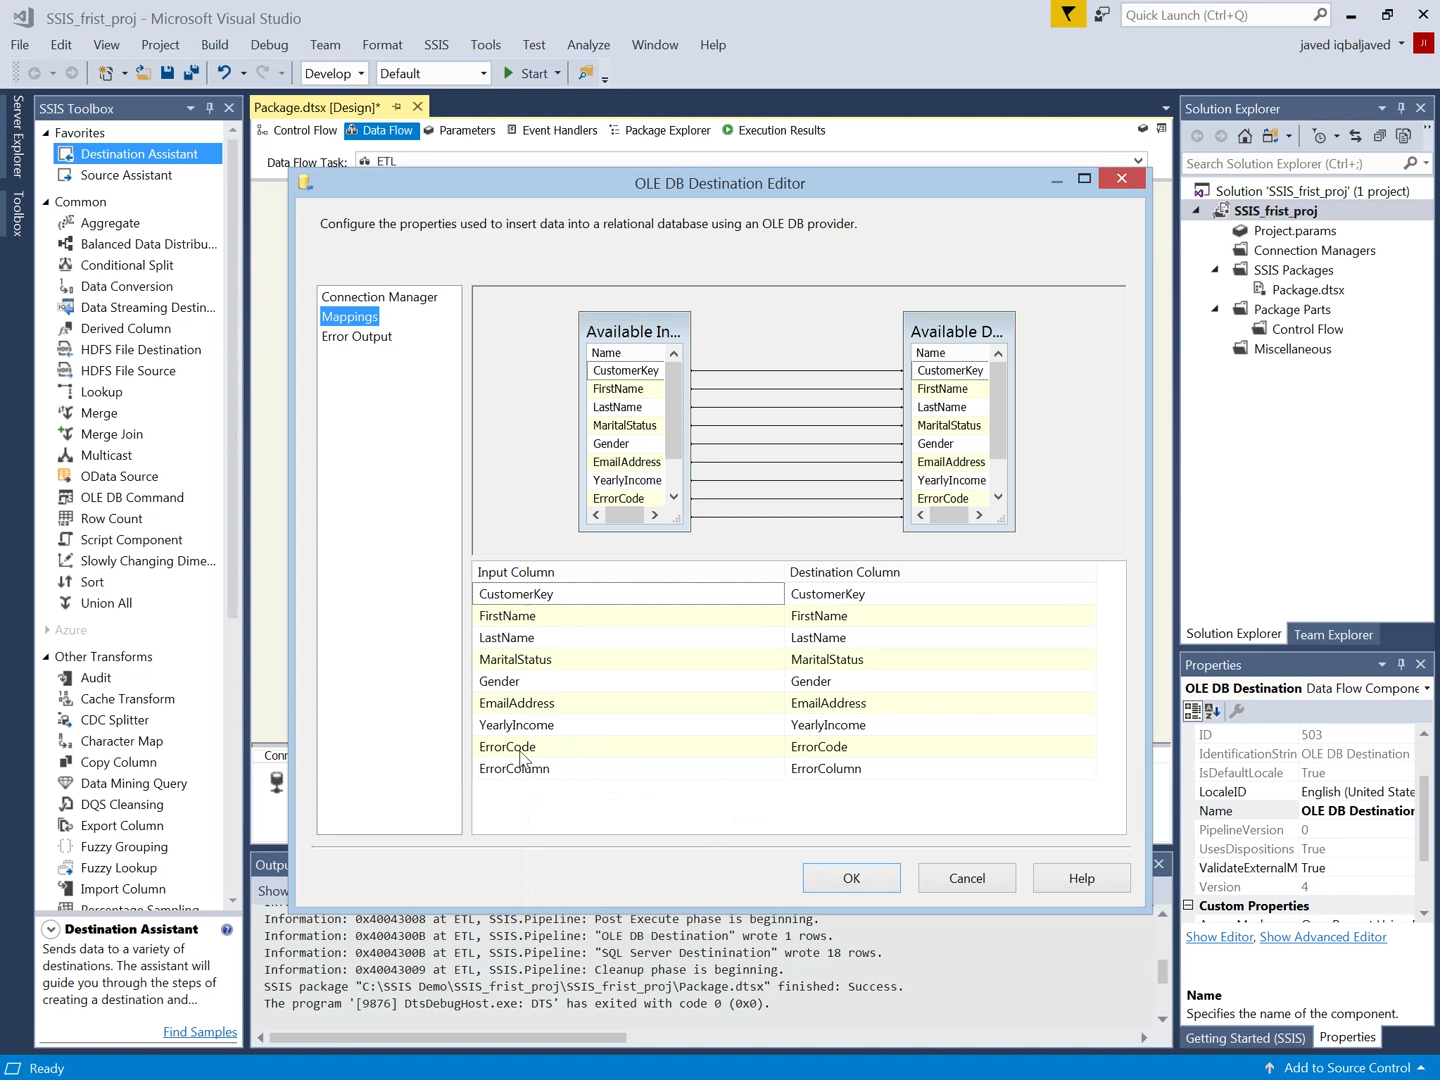 SSIS_frist_proj - Microsoft Visual Studio
Quick Launch (Ctrl+Q)
File Edit View Project Build Debug Team Format SSIS Tools Test Analyze Window Help
javed iqbaljaved JI
Develop Default Start
Server Explorer
Toolbox
SSIS Toolbox
Favorites
Destination Assistant
Source Assistant
Common
Aggregate
Balanced Data Distribu...
Conditional Split
Data Conversion
Data Streaming Destin...
Derived Column
HDFS File Destination
HDFS File Source
Lookup
Merge
Merge Join
Multicast
OData Source
OLE DB Command
Row Count
Script Component
Slowly Changing Dime...
Sort
Union All
Azure
Other Transforms
Audit
Cache Transform
CDC Splitter
Character Map
Copy Column
Data Mining Query
DQS Cleansing
Export Column
Fuzzy Grouping
Fuzzy Lookup
Import Column
Percentage Sampling
Destination Assistant
Sends data to a variety of
destinations. The assistant will
guide you through the steps of
creating a destination and...
Find Samples
Package.dtsx [Design]*
Control Flow Data Flow Parameters Event Handlers Package Explorer Execution Results
Data Flow Task: ETL
OLE DB Destination Editor
Configure the properties used to insert data into a relational database using an OLE DB provider.
Connection Manager
Mappings
Error Output
Available In...
Name
CustomerKey
FirstName
LastName
MaritalStatus
Gender
EmailAddress
YearlyIncome
ErrorCode
Available D...
Name
CustomerKey
FirstName
LastName
MaritalStatus
Gender
EmailAddress
YearlyIncome
ErrorCode
Input Column Destination Column
CustomerKey CustomerKey
FirstName FirstName
LastName LastName
MaritalStatus MaritalStatus
Gender Gender
EmailAddress EmailAddress
YearlyIncome YearlyIncome
ErrorCode ErrorCode
ErrorColumn ErrorColumn
OK Cancel Help
Conn
Outpu
Show
Information: 0x40043008 at ETL, SSIS.Pipeline: Post Execute phase is beginning.
Information: 0x4004300B at ETL, SSIS.Pipeline: "OLE DB Destination" wrote 1 rows.
Information: 0x4004300B at ETL, SSIS.Pipeline: "SQL Server Destinination" wrote 18 rows.
Information: 0x40043009 at ETL, SSIS.Pipeline: Cleanup phase is beginning.
SSIS package "C:\SSIS Demo\SSIS_frist_proj\SSIS_frist_proj\Package.dtsx" finished: Success.
The program '[9876] DtsDebugHost.exe: DTS' has exited with code 0 (0x0).
Solution Explorer
Search Solution Explorer (Ctrl+;)
Solution 'SSIS_frist_proj' (1 project)
SSIS_frist_proj
Project.params
Connection Managers
SSIS Packages
Package.dtsx
Package Parts
Control Flow
Miscellaneous
Solution Explorer Team Explorer
Properties
OLE DB Destination Data Flow Compone
ID 503
IdentificationStrin OLE DB Destination
IsDefaultLocale True
LocaleID English (United State
Name OLE DB Destination
PipelineVersion 0
UsesDispositions True
ValidateExternalM True
Version 4
Custom Properties
Show Editor, Show Advanced Editor
Name
Specifies the name of the component.
Getting Started (SSIS) Properties
Ready
Add to Source Control